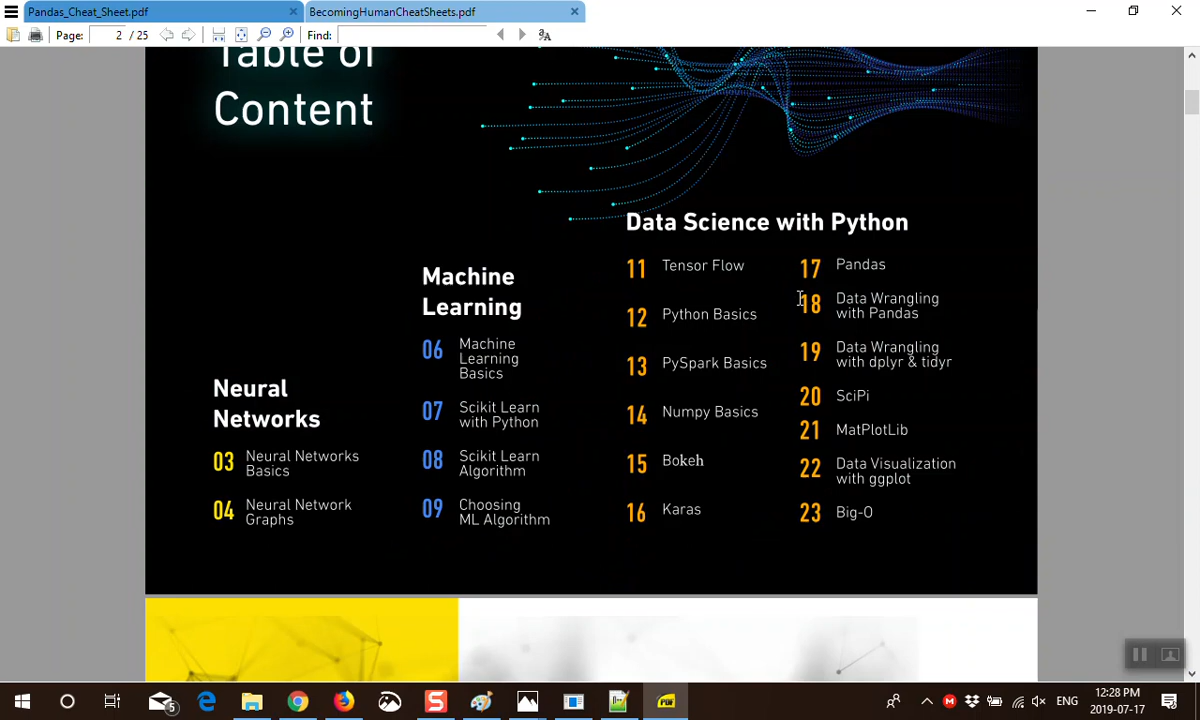 Pandas_Cheat_Sheet.pdf
BecomingHumanCheatSheets.pdf
Page: 2 / 25 Find:
Table of
Content
Neural
Networks
03 Neural Networks
Basics
04 Neural Network
Graphs
Machine
Learning
06 Machine
Learning
Basics
07 Scikit Learn
with Python
08 Scikit Learn
Algorithm
09 Choosing
ML Algorithm
Data Science with Python
11 Tensor Flow
12 Python Basics
13 PySpark Basics
14 Numpy Basics
15 Bokeh
16 Karas
17 Pandas
18 Data Wrangling
with Pandas
19 Data Wrangling
with dplyr & tidyr
20 SciPi
21 MatPlotLib
22 Data Visualization
with ggplot
23 Big-O
5
ENG
12:28 PM
2019-07-17